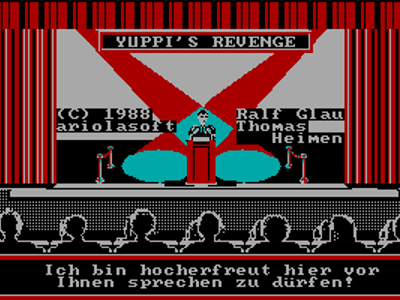 YUPPI'S REVENGE
(C) 1988
ariolasoft
Ralf Glau
Thomas
Heimen
Ich bin hocherfreut hier vor
Ihnen sprechen zu dürfen!